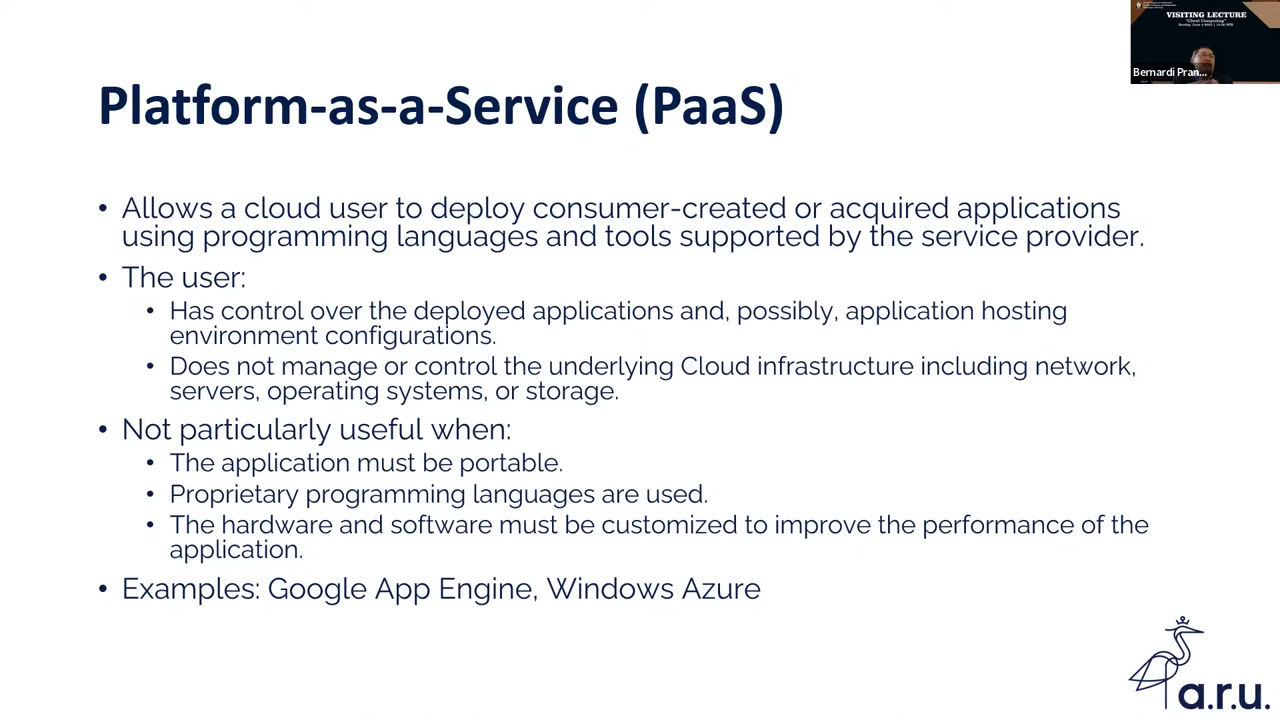 VISITING LECTURE
"Cloud Computing"
Bernardi Pran...
Platform-as-a-Service (PaaS)
• Allows a cloud user to deploy consumer-created or acquired applications
using programming languages and tools supported by the service provider.
• The user:
• Has control over the deployed applications and, possibly, application hosting
environment configurations.
• Does not manage or control the underlying Cloud infrastructure including network,
servers, operating systems, or storage.
• Not particularly useful when:
• The application must be portable.
• Proprietary programming languages are used.
• The hardware and software must be customized to improve the performance of the
application.
• Examples: Google App Engine, Windows Azure
a.r.u.